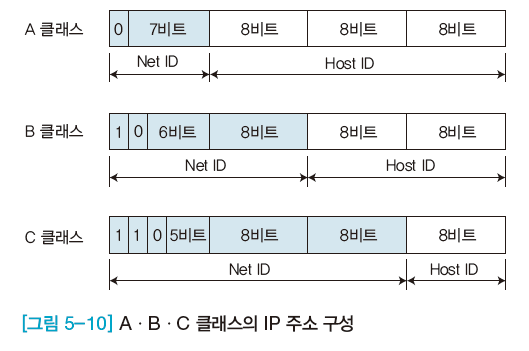 A 클래스 0 7비트 8비트 8비트 8비트
Net ID Host ID
B 클래스 1 0 6비트 8비트 8비트 8비트
Net ID Host ID
C 클래스 1 1 0 5비트 8비트 8비트 8비트
Net ID Host ID
[그림 5-10] A · B · C 클래스의 IP 주소 구성